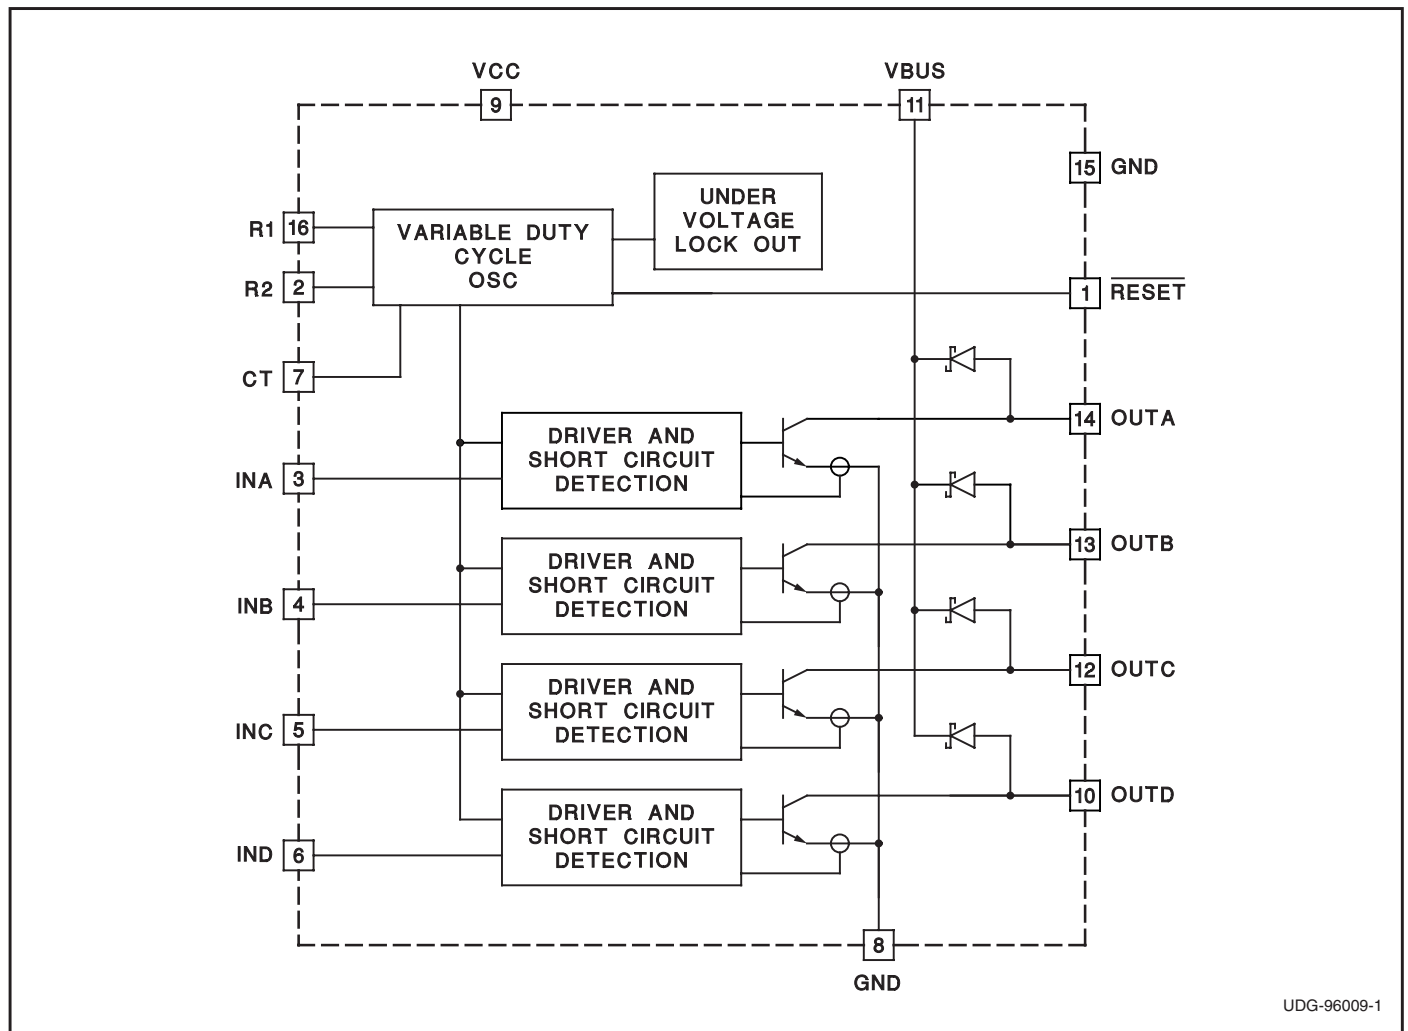 VCC
VBUS
9
11
15 GND
R1 16
VARIABLE DUTY
CYCLE
OSC
UNDER
VOLTAGE
LOCK OUT
R2 2
1 RESET
CT 7
14 OUTA
INA 3
DRIVER AND
SHORT CIRCUIT
DETECTION
13 OUTB
INB 4
DRIVER AND
SHORT CIRCUIT
DETECTION
12 OUTC
INC 5
DRIVER AND
SHORT CIRCUIT
DETECTION
10 OUTD
IND 6
DRIVER AND
SHORT CIRCUIT
DETECTION
8
GND
UDG-96009-1